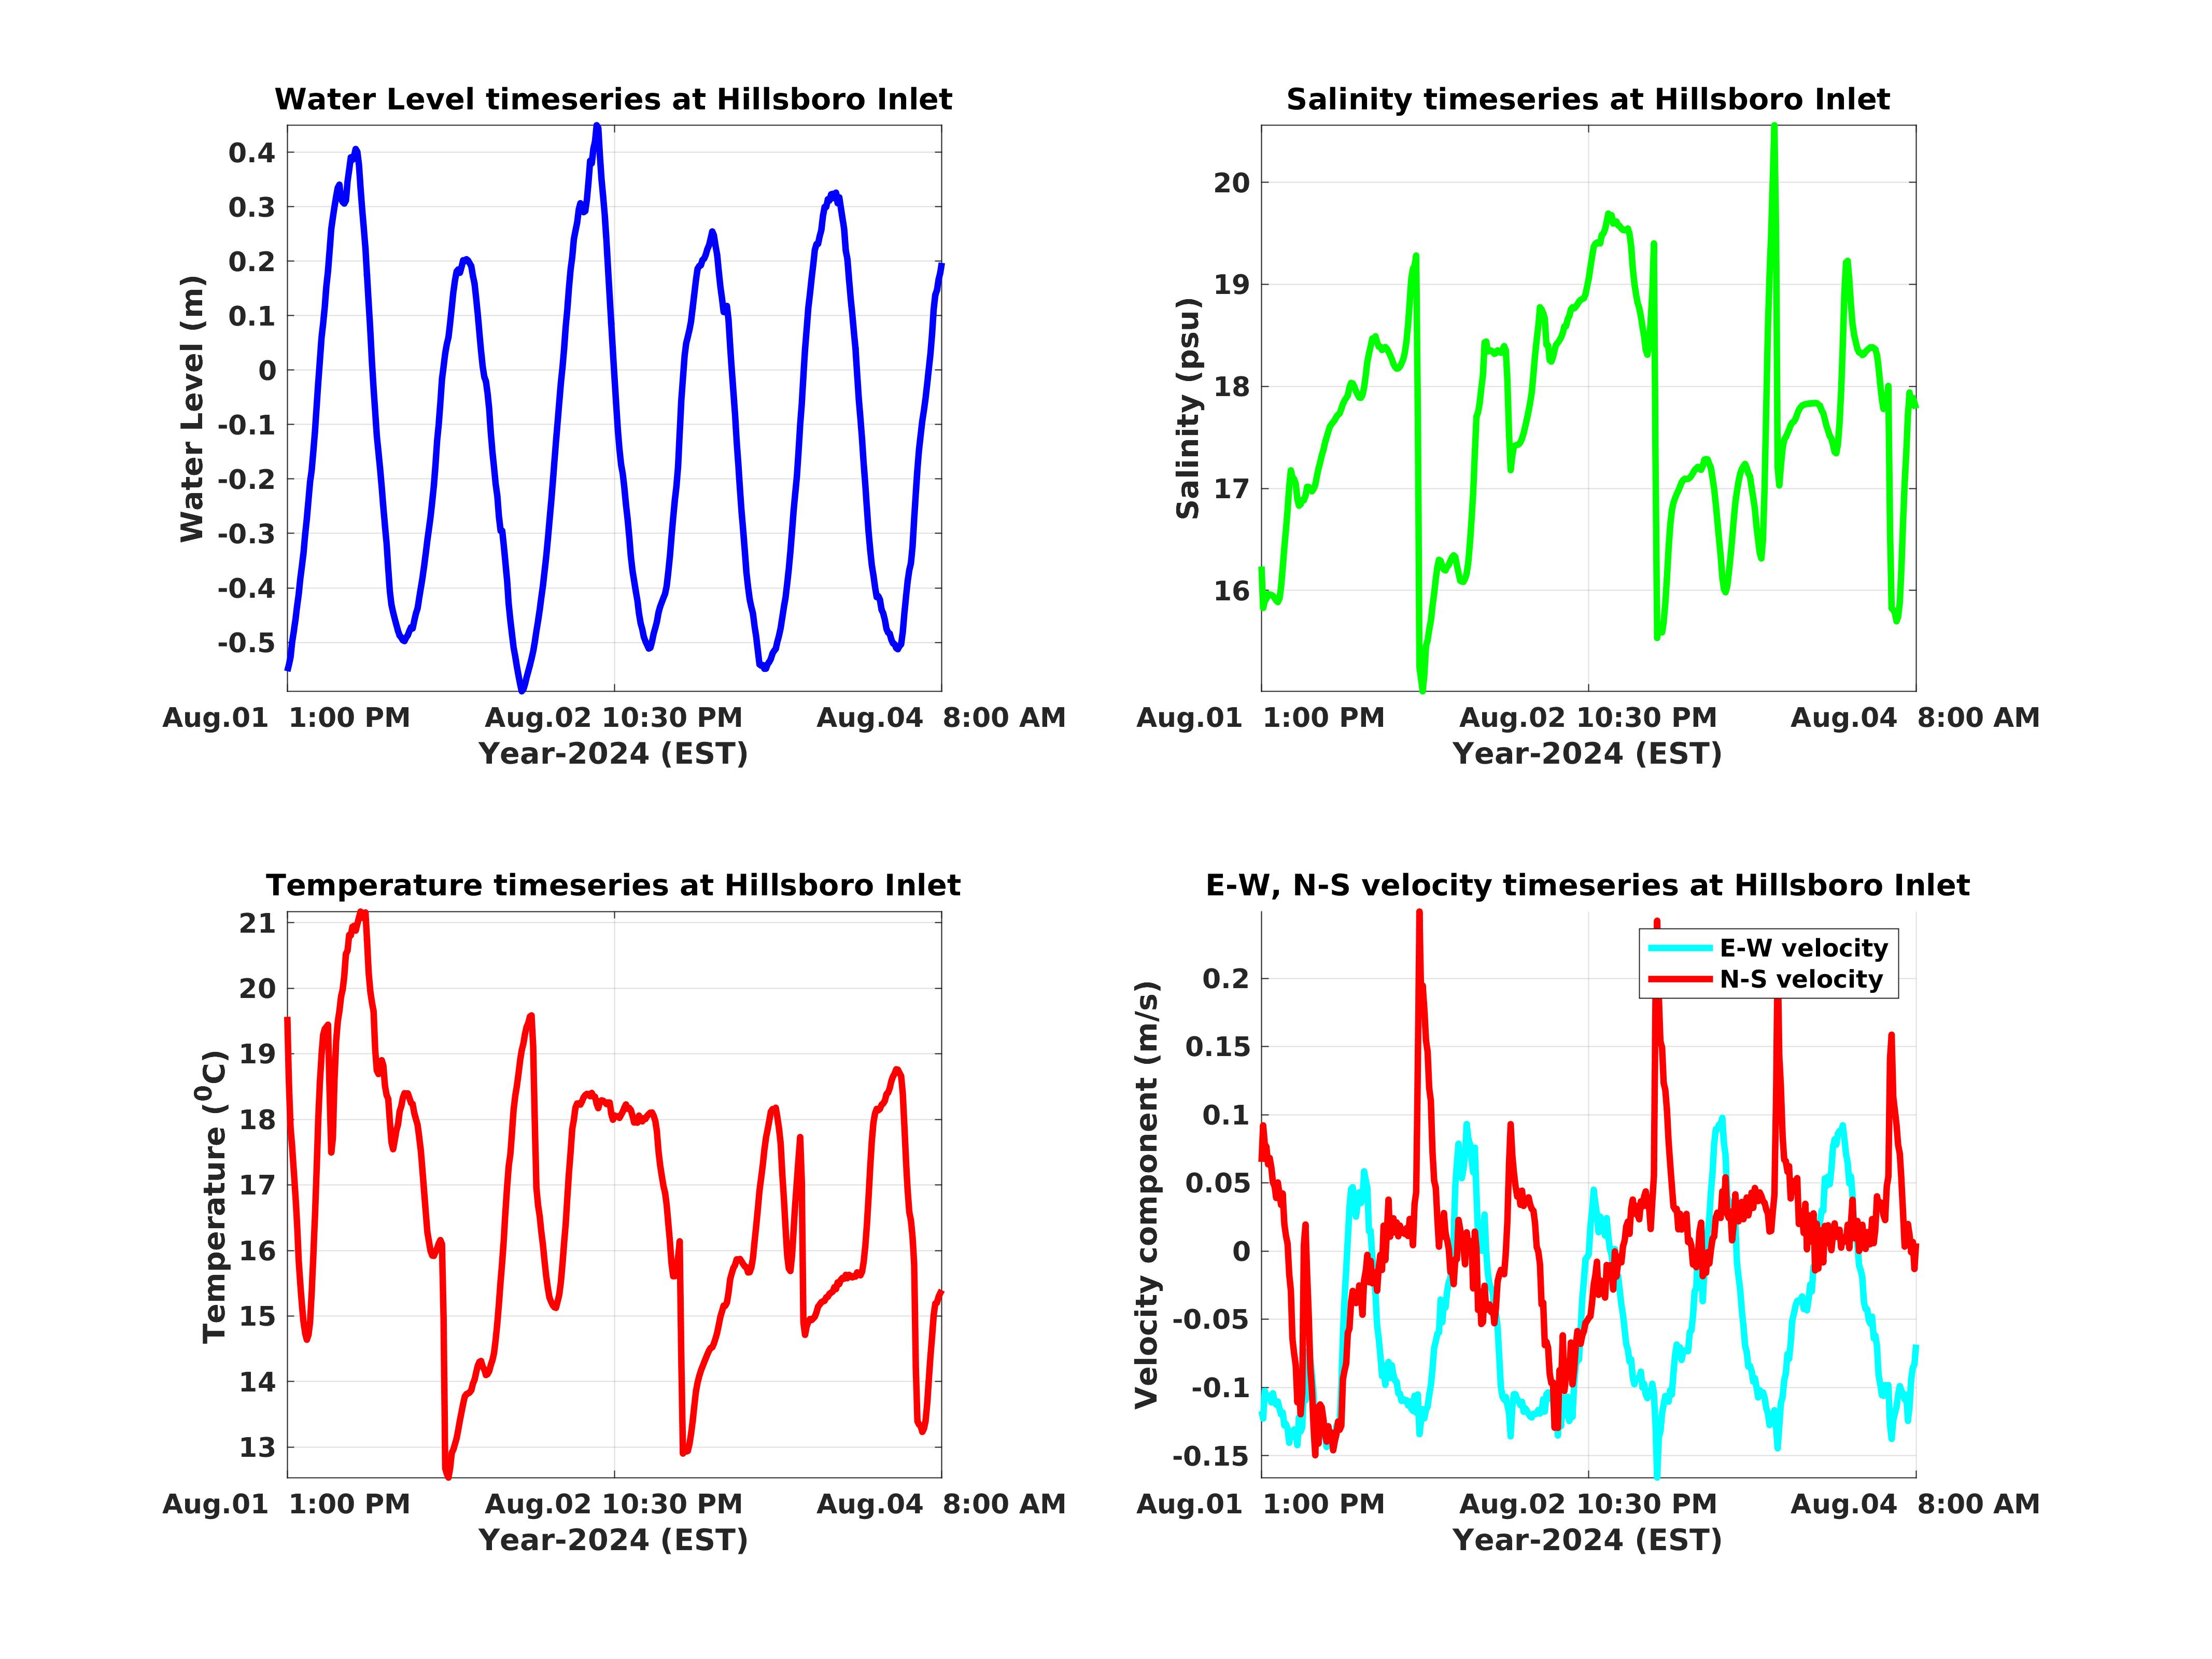 Water Level timeseries at Hillsboro Inlet
0.4
0.3
0.2
0.1
0
-0.1
-0.2
-0.3
-0.4
-0.5
Water Level (m)
Aug.01 1:00 PM
Aug.02 10:30 PM
Aug.04 8:00 AM
Year-2024 (EST)
Salinity timeseries at Hillsboro Inlet
20
19
18
17
16
Salinity (psu)
Aug.01 1:00 PM
Aug.02 10:30 PM
Aug.04 8:00 AM
Year-2024 (EST)
Temperature timeseries at Hillsboro Inlet
21
20
19
18
17
16
15
14
13
Temperature (⁰C)
Aug.01 1:00 PM
Aug.02 10:30 PM
Aug.04 8:00 AM
Year-2024 (EST)
E-W, N-S velocity timeseries at Hillsboro Inlet
E-W velocity
N-S velocity
0.2
0.15
0.1
0.05
0
-0.05
-0.1
-0.15
Velocity component (m/s)
Aug.01 1:00 PM
Aug.02 10:30 PM
Aug.04 8:00 AM
Year-2024 (EST)